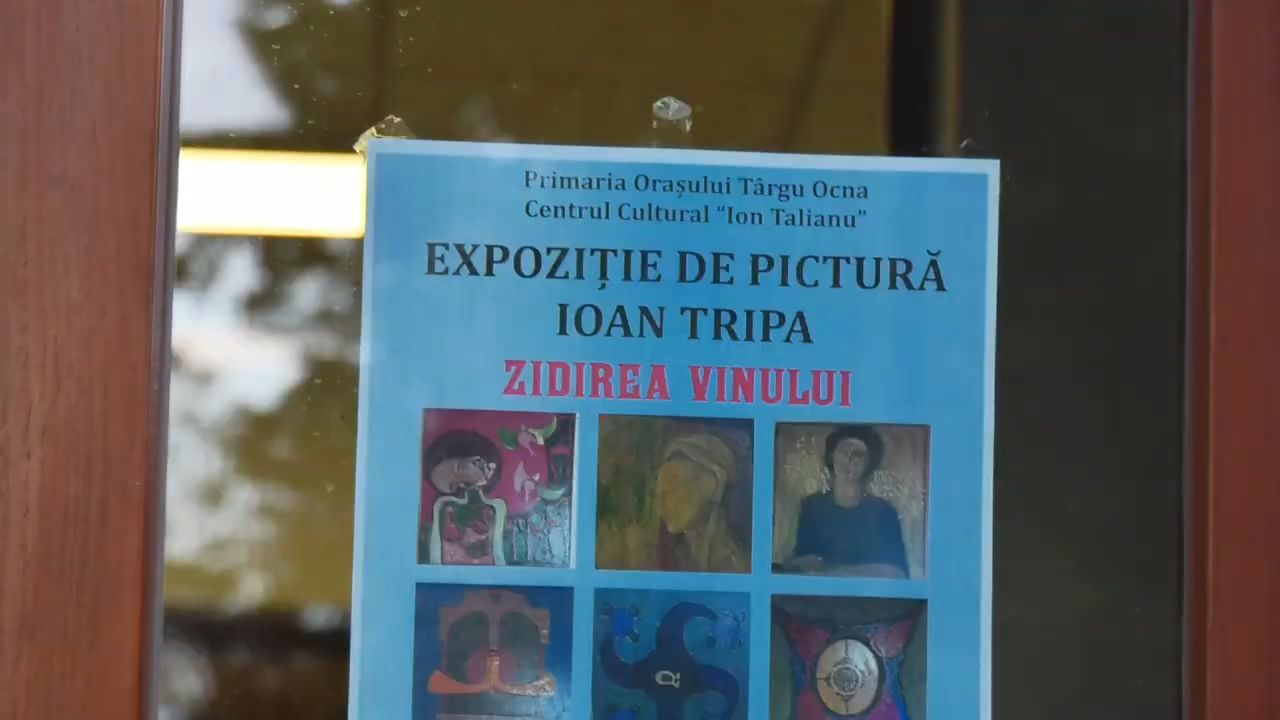 Primaria Orașului Târgu Ocna
Centrul Cultural “Ion Talianu”
EXPOZIȚIE DE PICTURĂ
IOAN TRIPA
ZIDIREA VINULUI